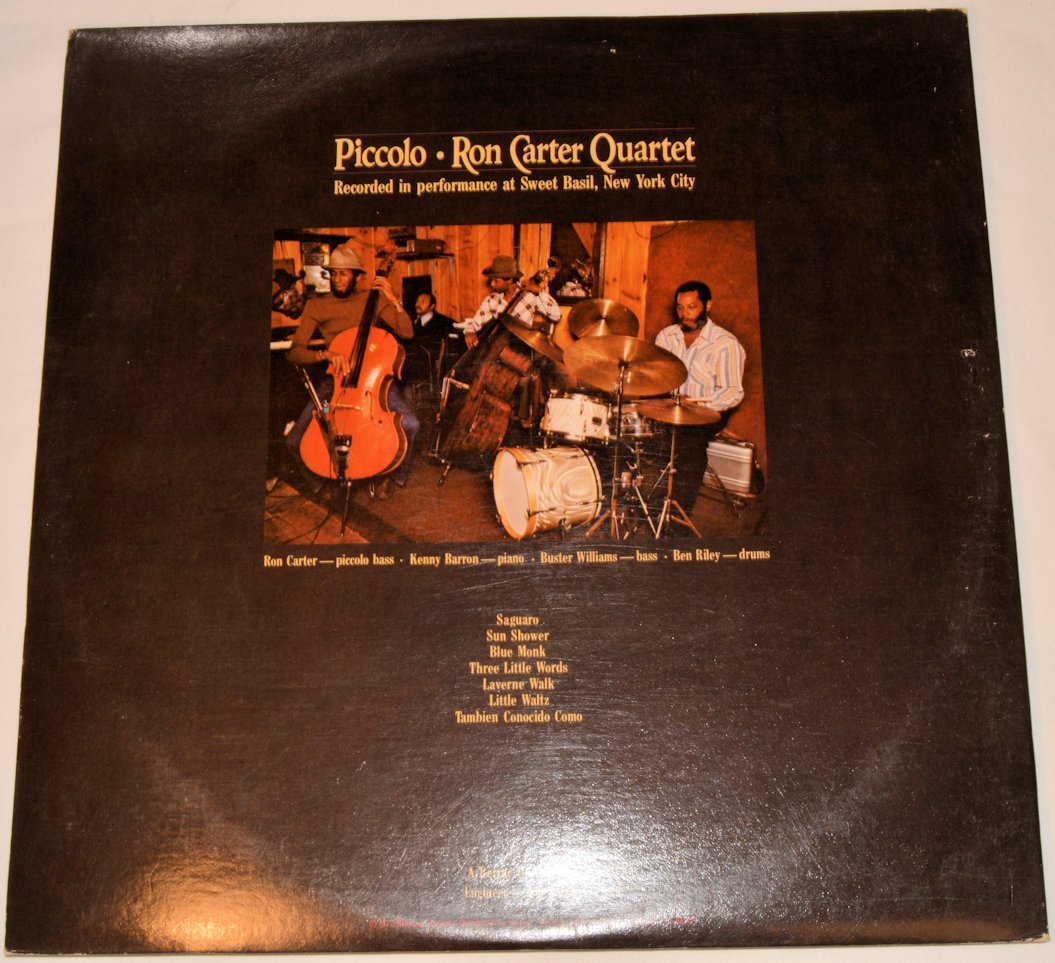 Piccolo • Ron Carter Quartet
Recorded in performance at Sweet Basil, New York City
Ron Carter—piccolo bass · Kenny Barron—piano · Buster Williams—bass · Ben Riley—drums
Saguaro
Sun Shower
Blue Monk
Three Little Words
Laverne Walk
Little Waltz
Tambien Conocido Como